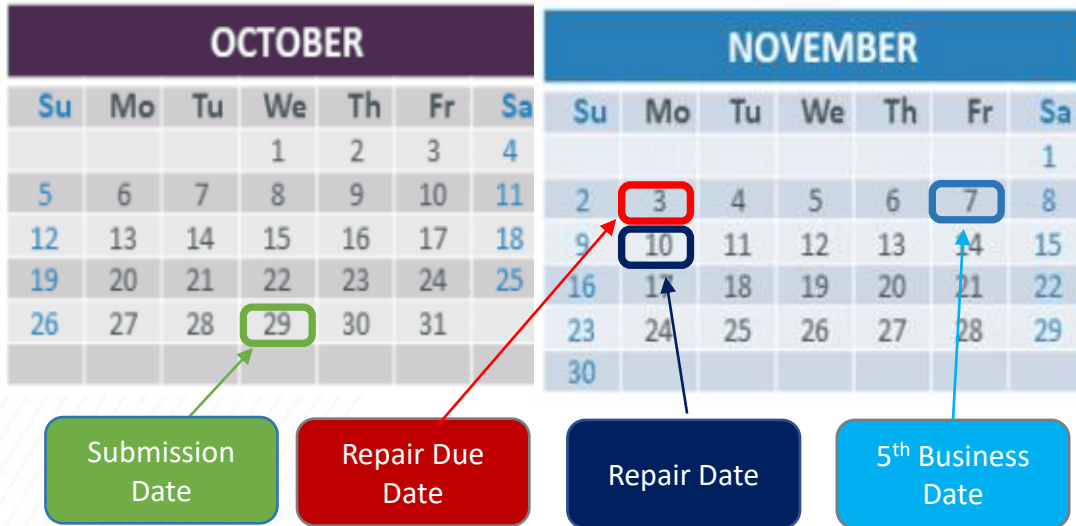 OCTOBER
Su Mo Tu We Th Fr Sa
1 2 3 4
5 6 7 8 9 10 11
12 13 14 15 16 17 18
19 20 21 22 23 24 25
26 27 28 29 30 31
NOVEMBER
Su Mo Tu We Th Fr Sa
1
2 3 4 5 6 7 8
9 10 11 12 13 14 15
16 17 18 19 20 21 22
23 24 25 26 27 28 29
30
Submission
Date
Repair Due
Date
Repair Date
5th Business
Date